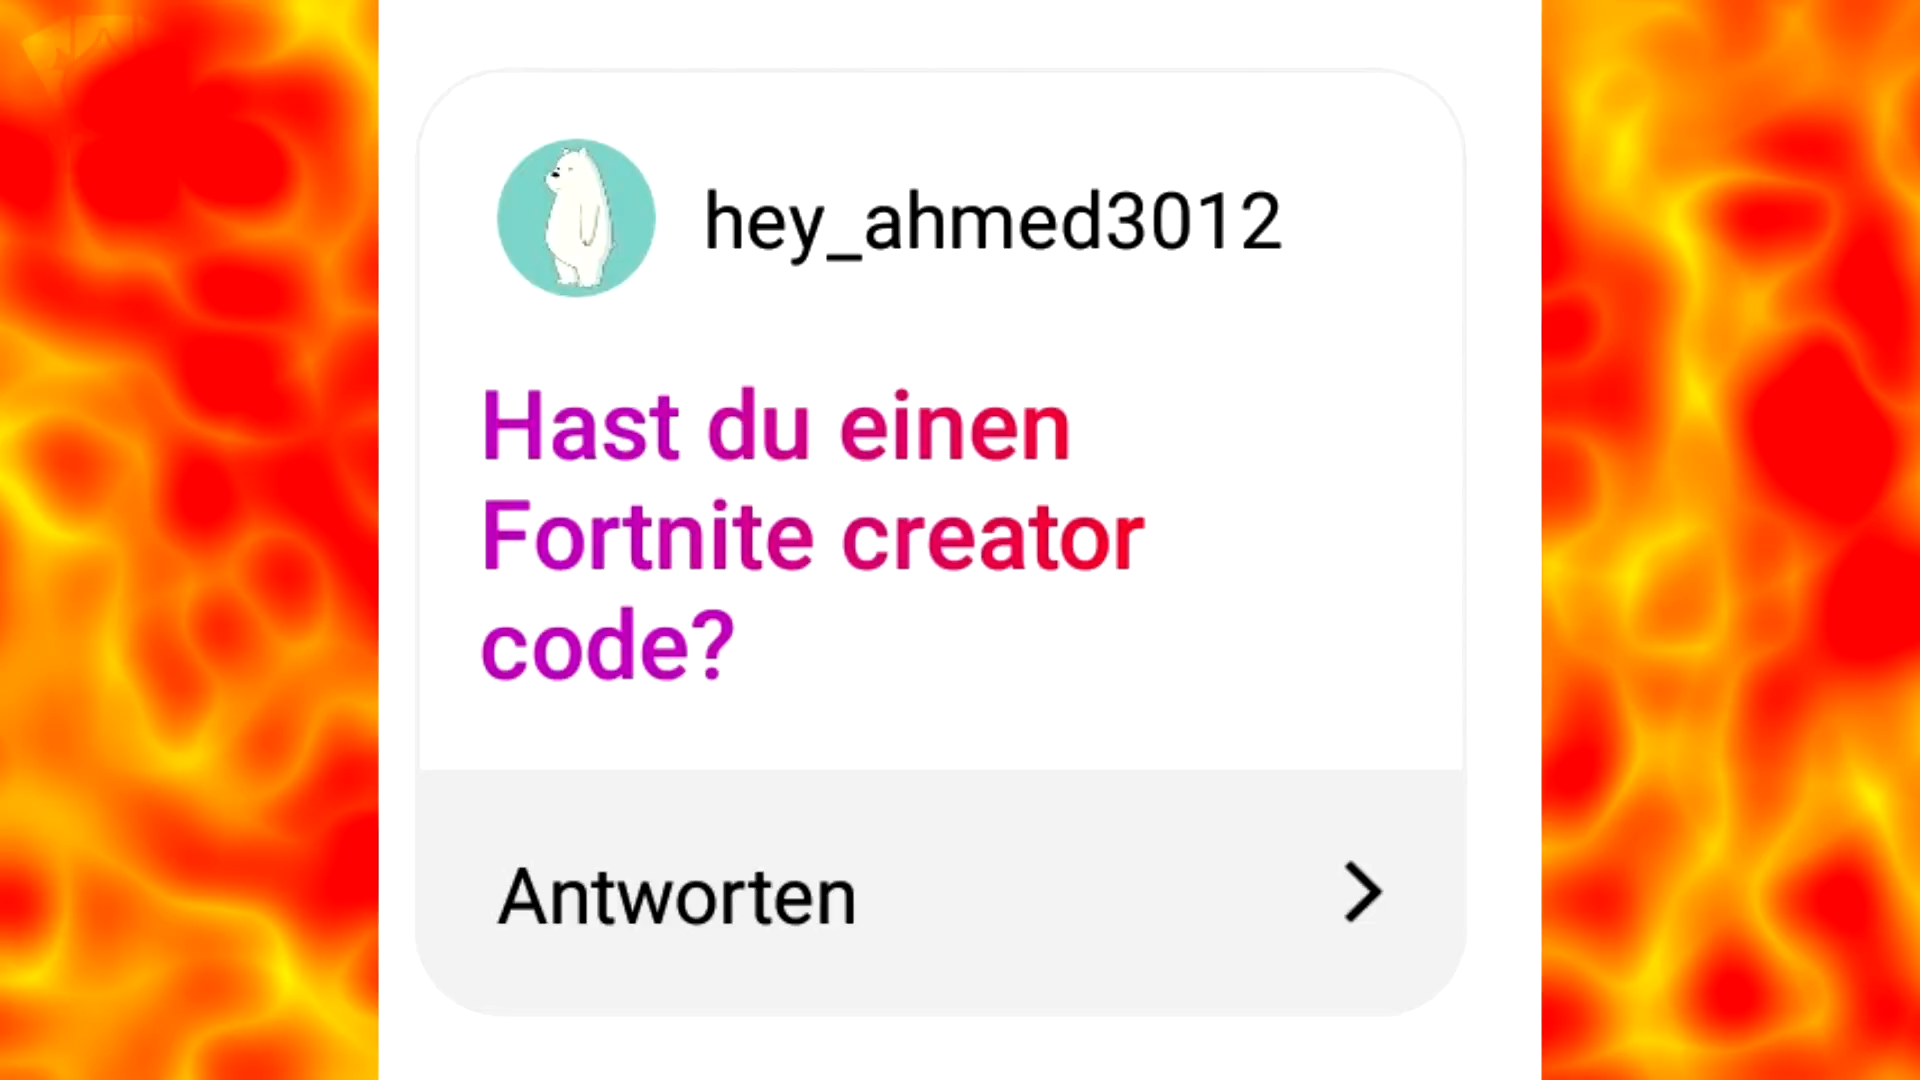 hey_ahmed3012
Hast du einen
Fortnite creator
code?
Antworten